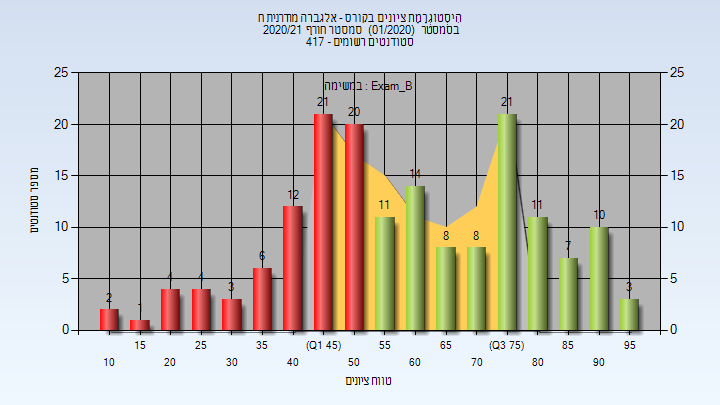 היסטוגרמת ציונים בקורס - אלגברה מודרנית ח
בסמסטר (01/2020) סמסטר חורף 2020/21
סטודנטים רשומים - 417
במשימה : Exam_B
25 25
20 20
15 15
10 10
5 5
0 0
מספר סטודנטים
2 1 4 4 3 6 12 21 20 11 14 8 8 21 11 7 10 3
15 25 35 (Q1 45) 55 65 (Q3 75) 85 95
10 20 30 40 50 60 70 80 90
טווח ציונים